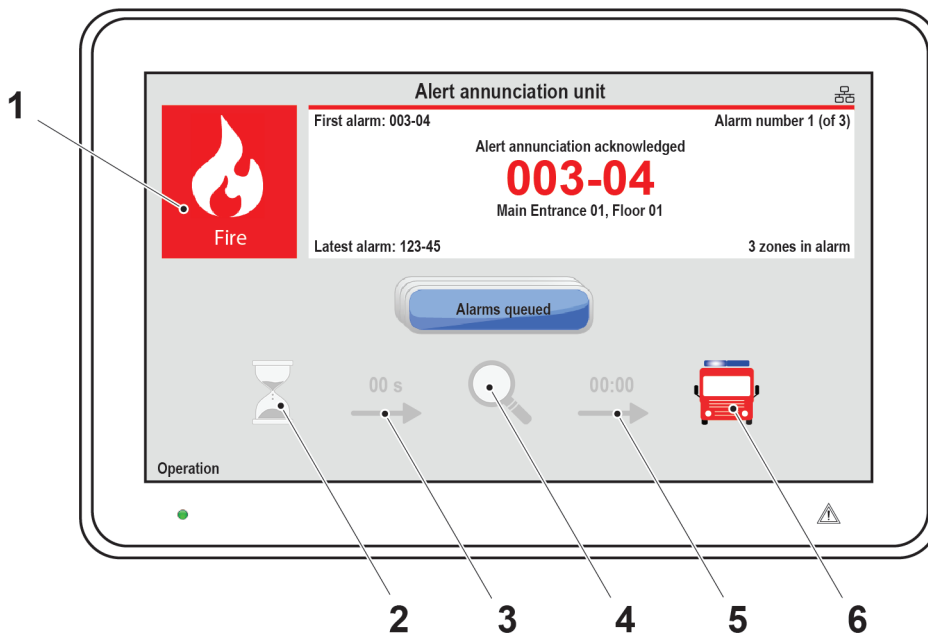 Alert annunciation unit
1
First alarm: 003-04
Alarm number 1 (of 3)
Alert annunciation acknowledged
003-04
Main Entrance 01, Floor 01
Fire
Latest alarm: 123-45
3 zones in alarm
Alarms queued
00 s
00:00
Operation
2
3
4
5
6